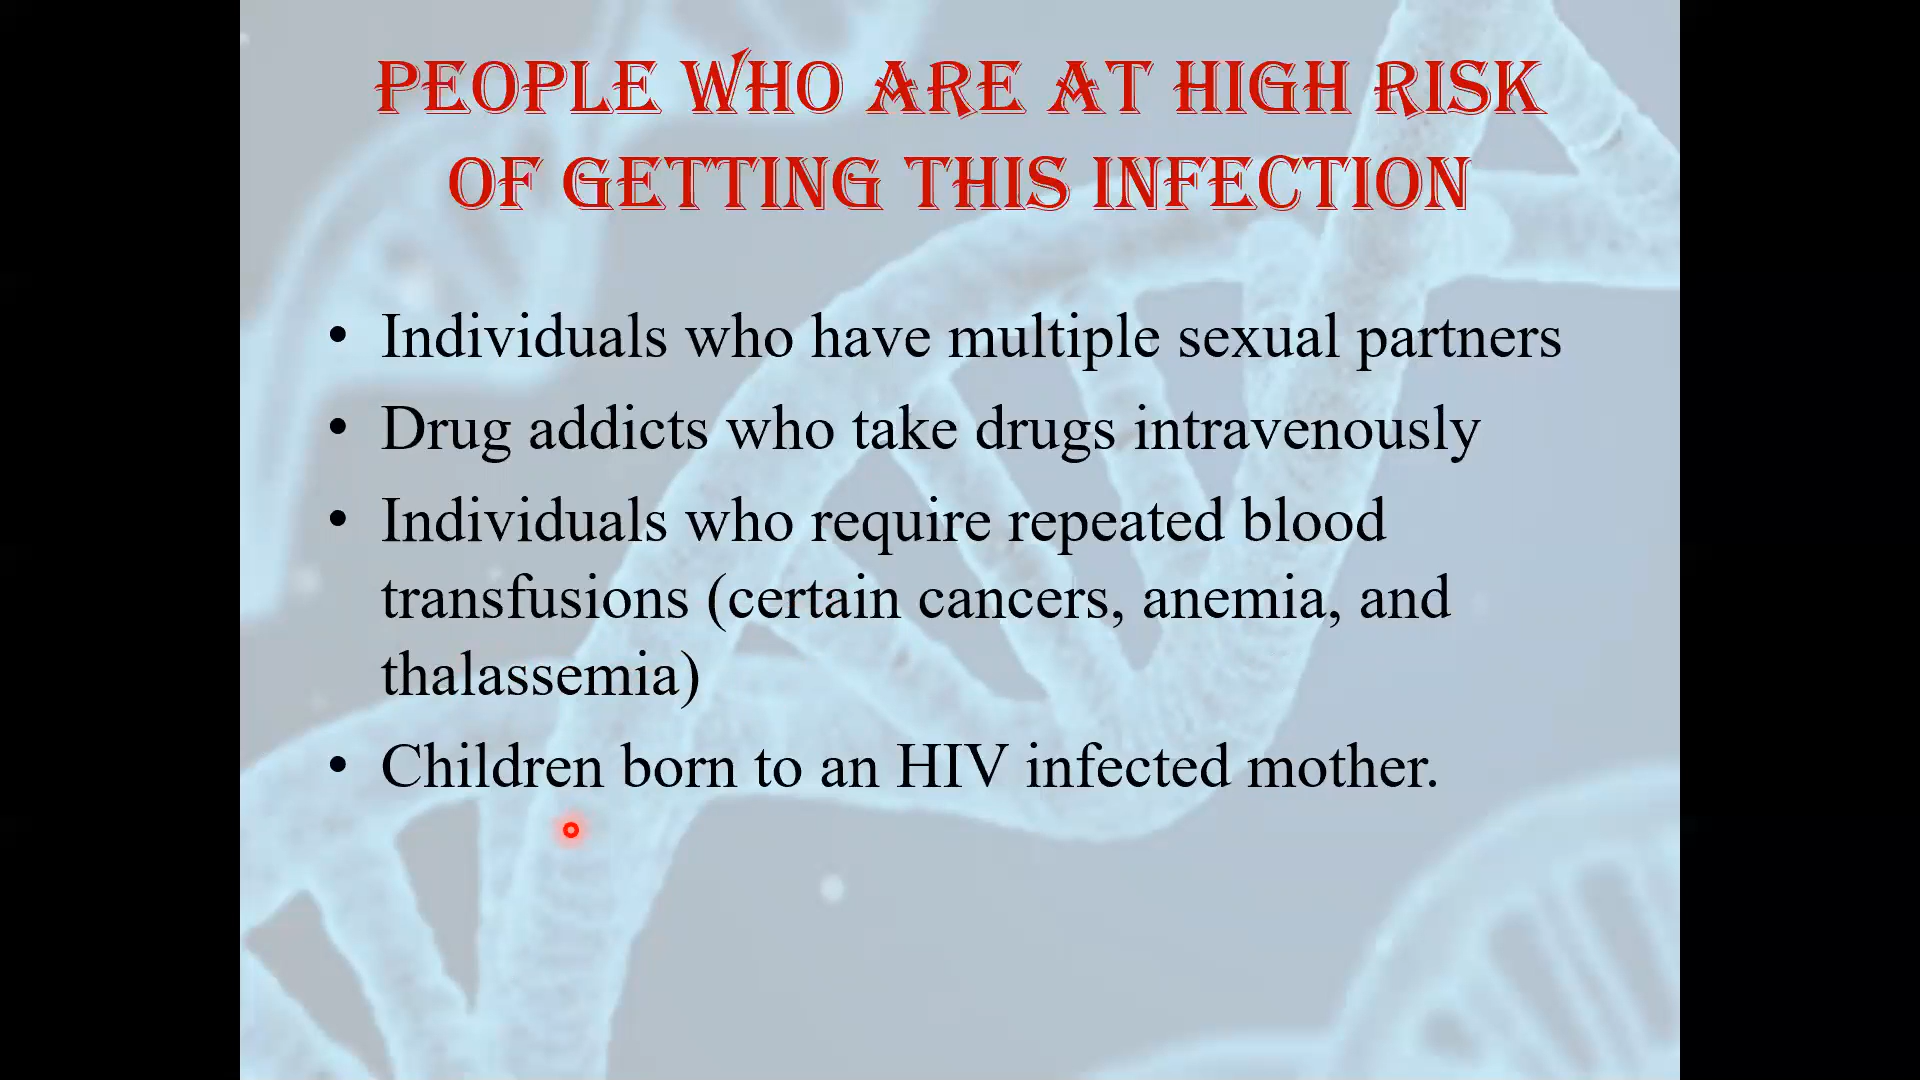 PEOPLE WHO ARE AT HIGH RISK
OF GETTING THIS INFECTION
• Individuals who have multiple sexual partners
• Drug addicts who take drugs intravenously
• Individuals who require repeated blood
transfusions (certain cancers, anemia, and
thalassemia)
• Children born to an HIV infected mother.